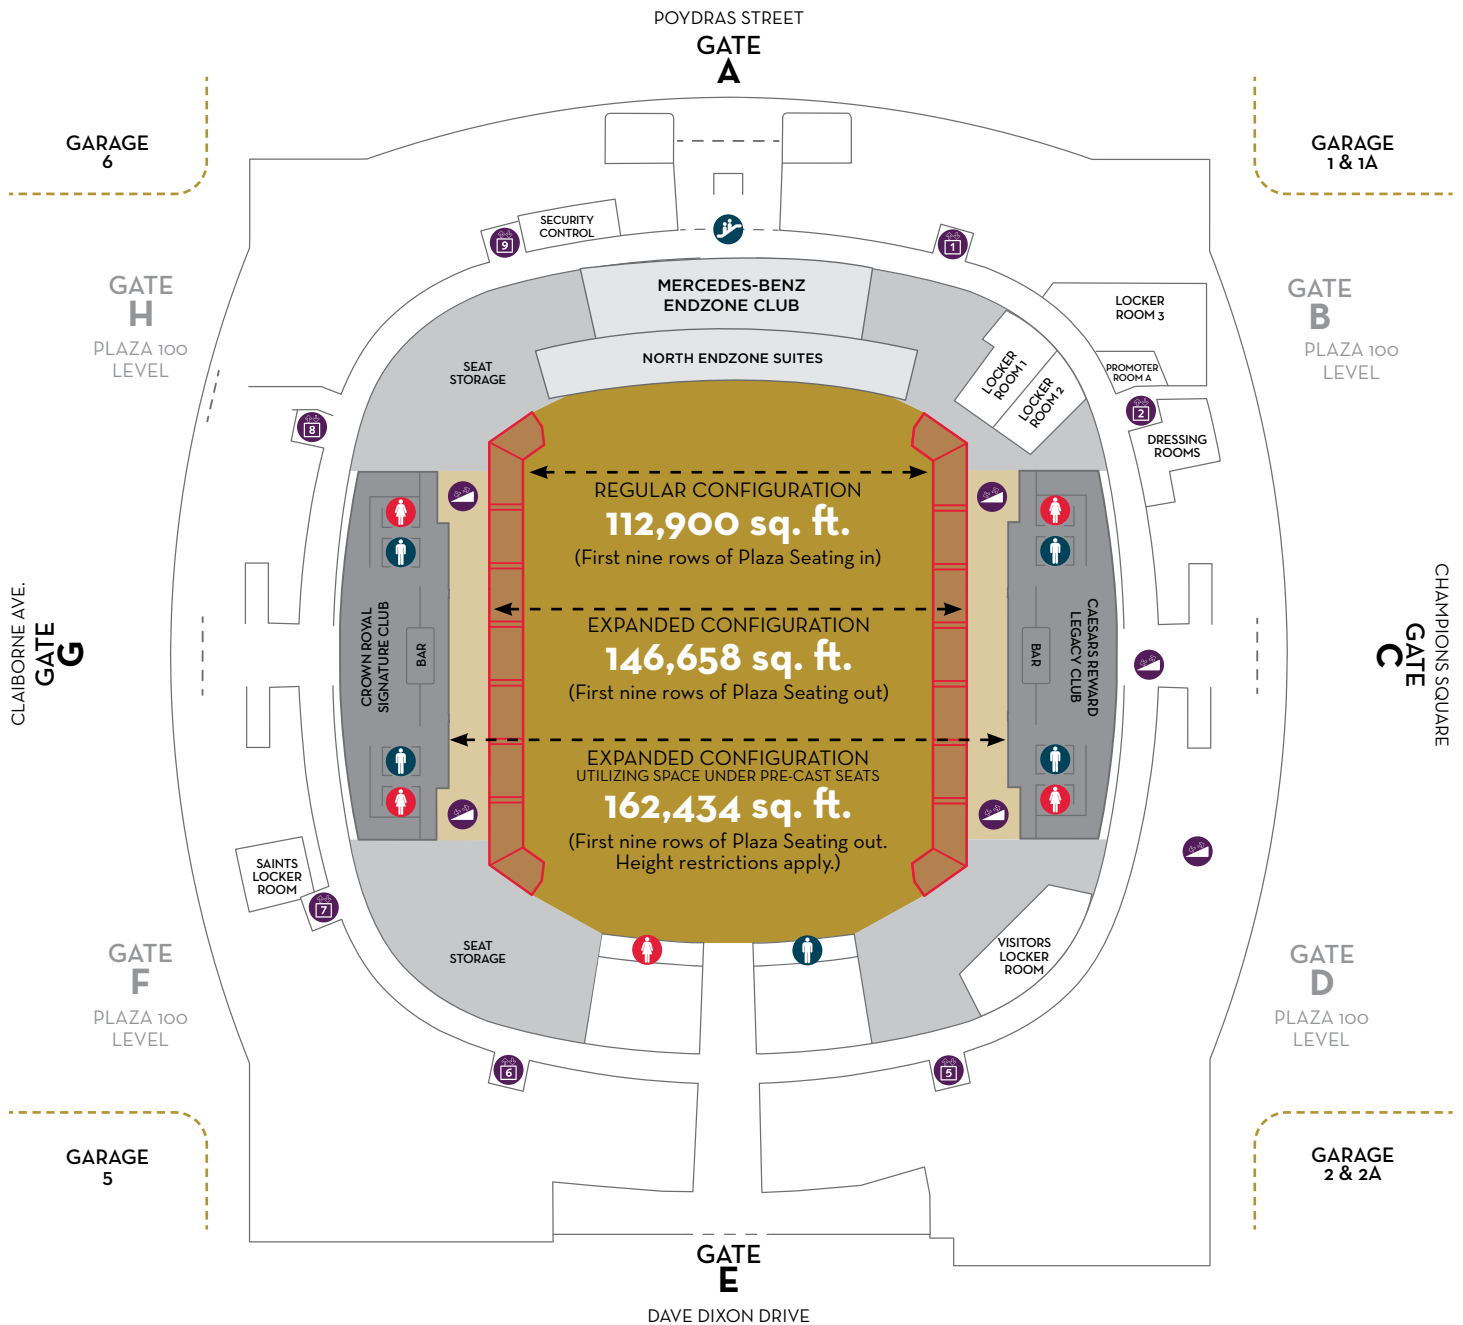 POYDRAS STREET
GATE
A
GARAGE
6
GARAGE
1 & 1A
SECURITY
CONTROL
9
1
GATE
H
PLAZA 100
LEVEL
MERCEDES-BENZ
ENDZONE CLUB
NORTH ENDZONE SUITES
LOCKER
ROOM 3
GATE
B
PLAZA 100
LEVEL
SEAT
STORAGE
LOCKER
ROOM 1
LOCKER
ROOM 2
PROMOTER
ROOM A
8
2
DRESSING
ROOMS
REGULAR CONFIGURATION
112,900 sq. ft.
(First nine rows of Plaza Seating in)
CLAIBORNE AVE.
GATE
G
CROWN ROYAL
SIGNATURE CLUB
BAR
EXPANDED CONFIGURATION
146,658 sq. ft.
(First nine rows of Plaza Seating out)
BAR
CAESARS REWARD
LEGACY CLUB
GATE
C
CHAMPIONS SQUARE
EXPANDED CONFIGURATION
UTILIZING SPACE UNDER PRE-CAST SEATS
162,434 sq. ft.
(First nine rows of Plaza Seating out.
Height restrictions apply.)
SAINTS
LOCKER
ROOM
7
GATE
F
PLAZA 100
LEVEL
SEAT
STORAGE
VISITORS
LOCKER
ROOM
GATE
D
PLAZA 100
LEVEL
6
5
GARAGE
5
GARAGE
2 & 2A
GATE
E
DAVE DIXON DRIVE